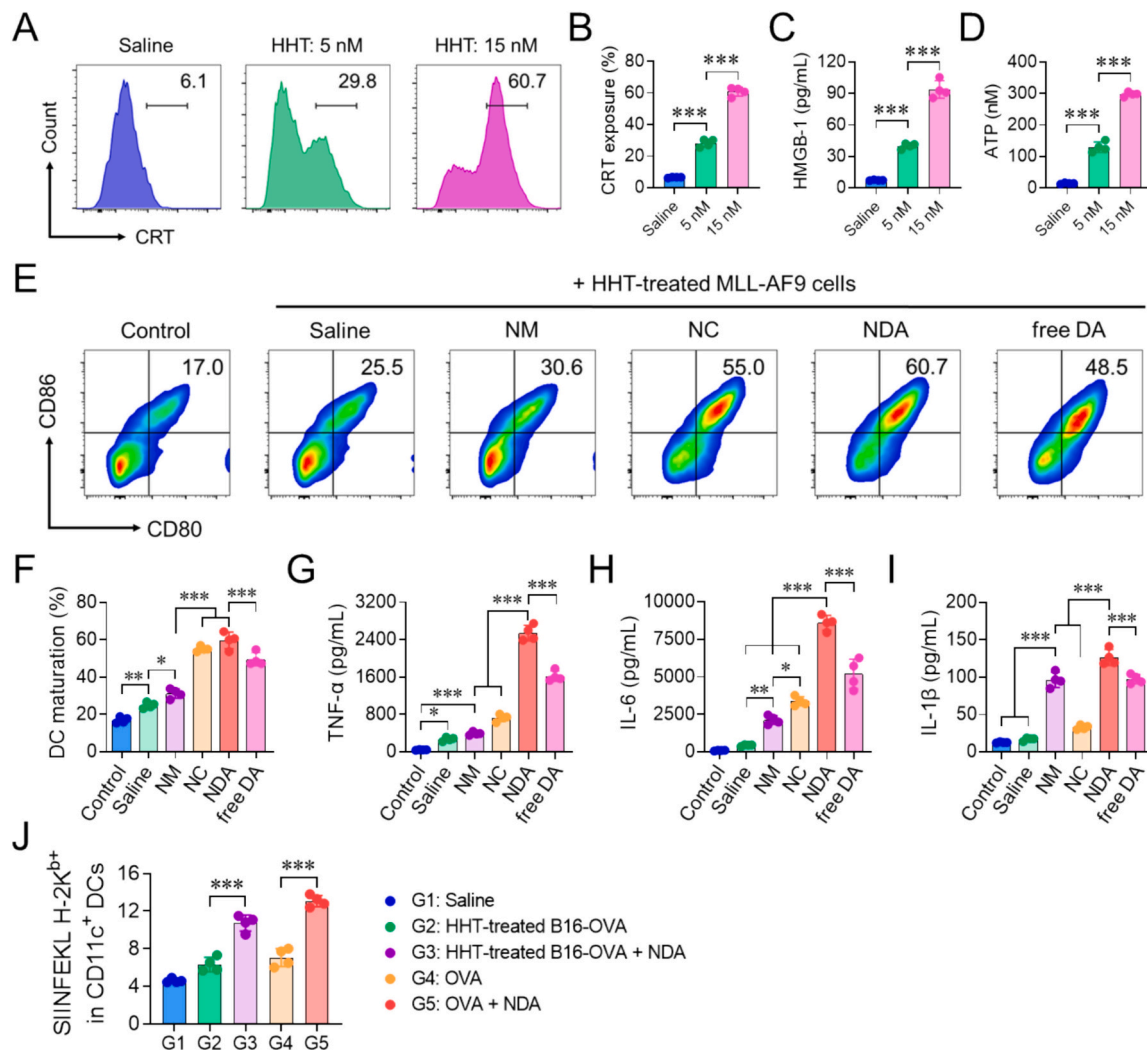 A
Saline
HHT: 5 nM
HHT: 15 nM
6.1
29.8
60.7
Count
CRT
B
CRT exposure (%)
80
60
40
20
0
***
***
Saline
5 nM
15 nM
C
HMGB-1 (pg/mL)
120
90
60
30
0
***
***
Saline
5 nM
15 nM
D
ATP (nM)
400
300
200
100
0
***
***
Saline
5 nM
15 nM
E
+ HHT-treated MLL-AF9 cells
Control
Saline
NM
NC
NDA
free DA
17.0
25.5
30.6
55.0
60.7
48.5
CD86
CD80
F
DC maturation (%)
80
60
40
20
0
**
*
***
***
Control
Saline
NM
NC
NDA
free DA
G
TNF-α (pg/mL)
3200
2400
1600
800
0
*
***
***
***
Control
Saline
NM
NC
NDA
free DA
H
IL-6 (pg/mL)
10000
7500
5000
2500
0
**
*
***
***
Control
Saline
NM
NC
NDA
free DA
I
IL-1β (pg/mL)
200
150
100
50
0
***
***
***
Control
Saline
NM
NC
NDA
free DA
J
SIINFEKL H-2Kᵇ⁺
in CD11c⁺ DCs
16
12
8
4
0
***
***
G1
G2
G3
G4
G5
G1: Saline
G2: HHT-treated B16-OVA
G3: HHT-treated B16-OVA + NDA
G4: OVA
G5: OVA + NDA